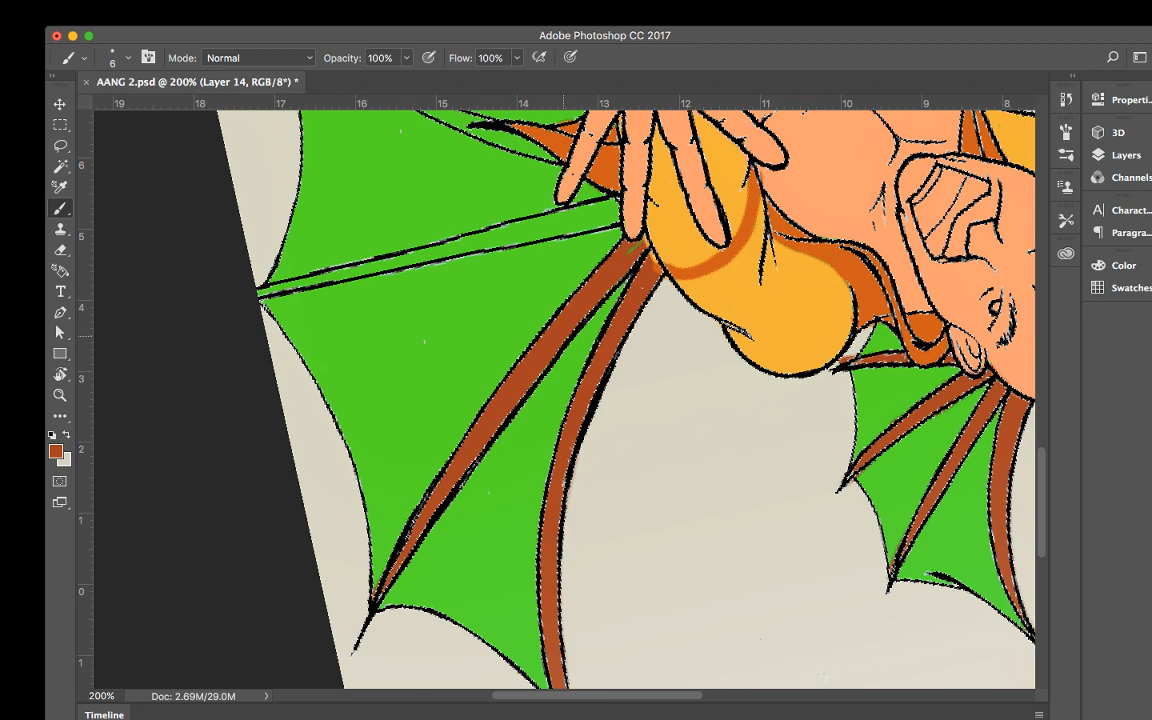 Adobe Photoshop CC 2017
6 Mode: Normal Opacity: 100% Flow: 100%
× AANG 2.psd @ 200% (Layer 14, RGB/8*) *
19 18 17 16 15 14 13 12 11 10 9 8
6
5
4
3
2
1
0
1
Properti...
3D
Layers
Channels
Charact...
Paragra...
Color
Swatches
200% Doc: 2.69M/29.0M
Timeline